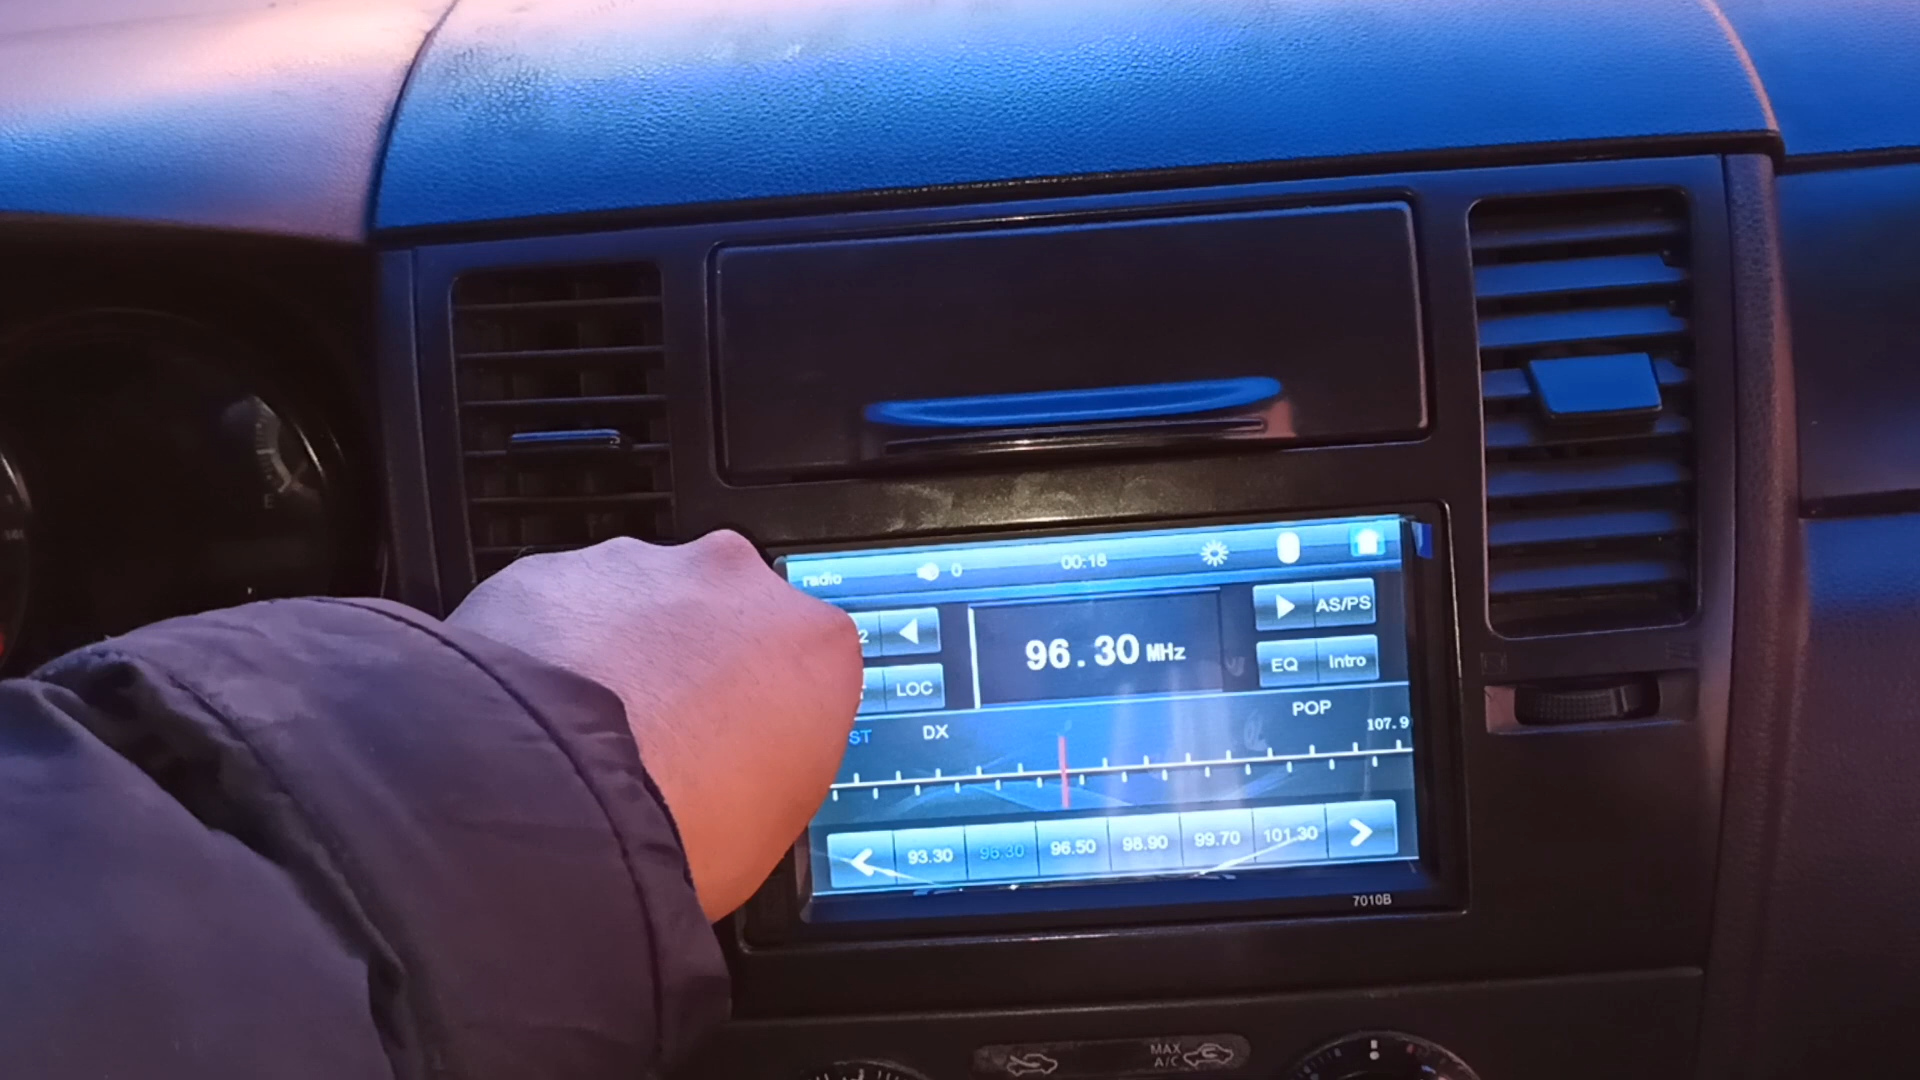 radio 0 00:18
2 AS/PS
96.30 MHz
LOC EQ Intro
ST DX POP
107.9
93.30 96.30 96.50 98.90 99.70 101.30
7010B
E
MAX
A/C